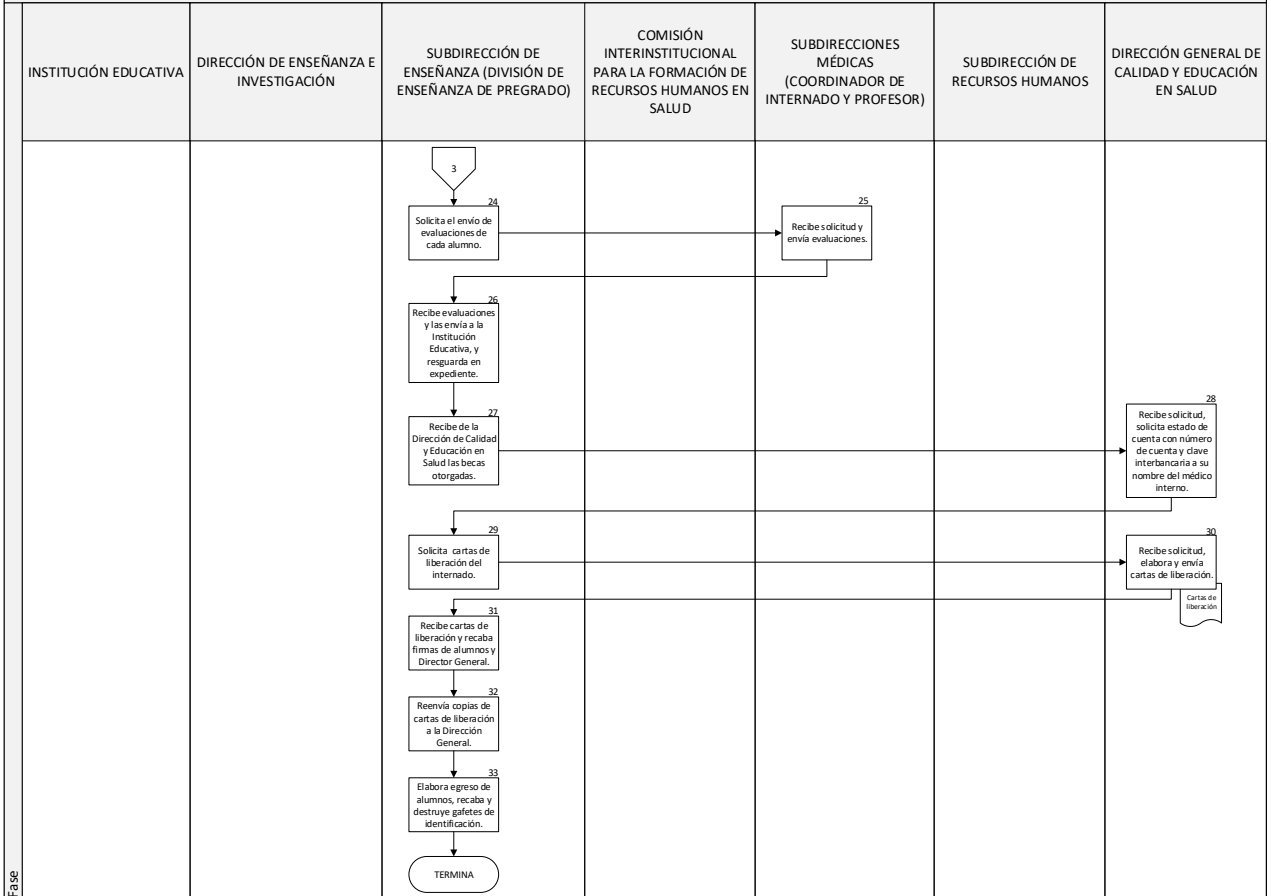 INSTITUCIÓN EDUCATIVA
DIRECCIÓN DE ENSEÑANZA E
INVESTIGACIÓN
SUBDIRECCIÓN DE
ENSEÑANZA (DIVISIÓN DE
ENSEÑANZA DE PREGRADO)
COMISIÓN
INTERINSTITUCIONAL
PARA LA FORMACIÓN DE
RECURSOS HUMANOS EN
SALUD
SUBDIRECCIONES
MÉDICAS
(COORDINADOR DE
INTERNADO Y PROFESOR)
SUBDIRECCIÓN DE
RECURSOS HUMANOS
DIRECCIÓN GENERAL DE
CALIDAD Y EDUCACIÓN
EN SALUD
3
24
Solicita el envío de
evaluaciones de
cada alumno.
25
Recibe solicitud y
envía evaluaciones.
26
Recibe evaluaciones
y las envía a la
Institución
Educativa, y
resguarda en
expediente.
27
Recibe de la
Dirección de Calidad
y Educación en
Salud las becas
otorgadas.
28
Recibe solicitud,
solicita estado de
cuenta con número
de cuenta y clave
interbancaria a su
nombre del médico
interno.
29
Solicita cartas de
liberación del
internado.
30
Recibe solicitud,
elabora y envía
cartas de liberación.
Cartas de
liberación
31
Recibe cartas de
liberación y recaba
firmas de alumnos y
Director General.
32
Reenvía copias de
cartas de liberación
a la Dirección
General.
33
Elabora egreso de
alumnos, recaba y
destruye gafetes de
identificación.
TERMINA
Fase